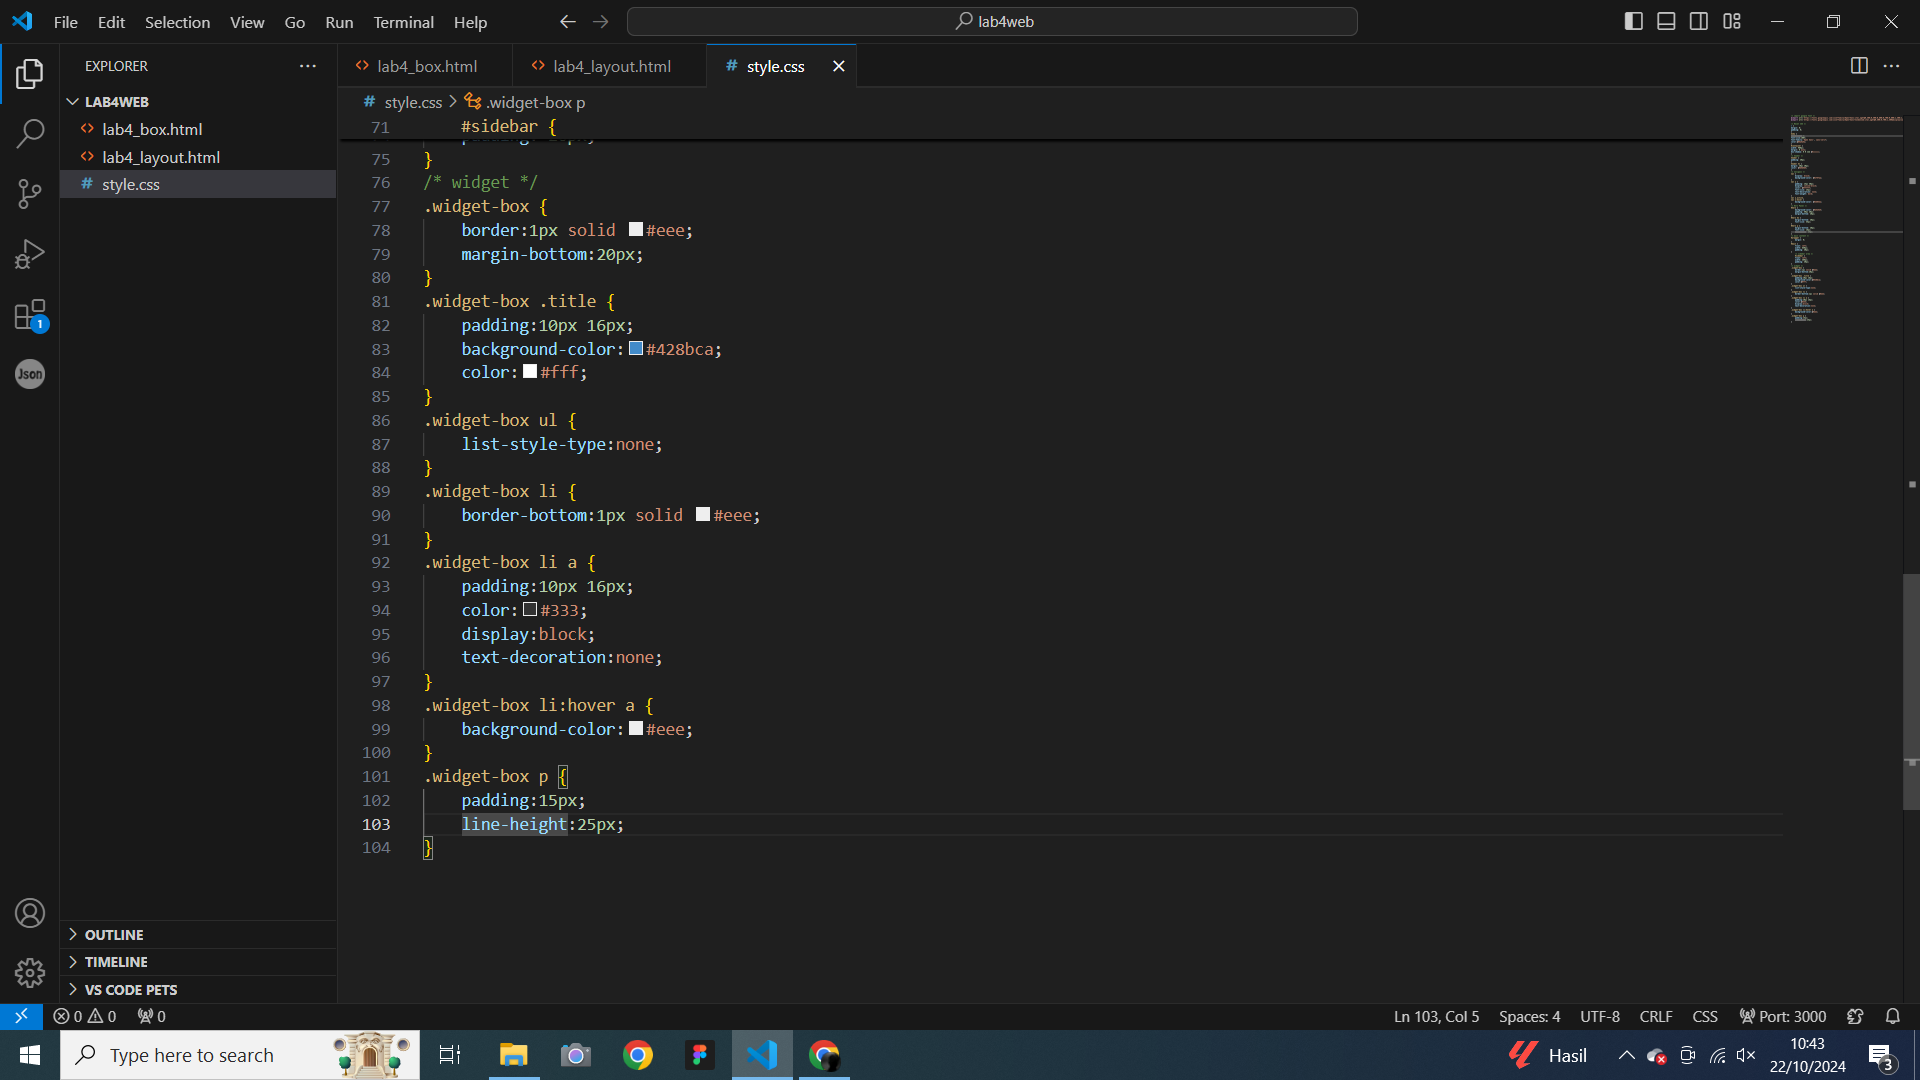 File Edit Selection View Go Run Terminal Help
lab4web
EXPLORER
LAB4WEB
lab4_box.html
lab4_layout.html
# style.css
OUTLINE
TIMELINE
VS CODE PETS
1
Json
lab4_box.html
lab4_layout.html
# style.css
# style.css > .widget-box p
71 #sidebar {
75 }
76 /* widget */
77 .widget-box {
78 border:1px solid #eee;
79 margin-bottom:20px;
80 }
81 .widget-box .title {
82 padding:10px 16px;
83 background-color:#428bca;
84 color:#fff;
85 }
86 .widget-box ul {
87 list-style-type:none;
88 }
89 .widget-box li {
90 border-bottom:1px solid #eee;
91 }
92 .widget-box li a {
93 padding:10px 16px;
94 color:#333;
95 display:block;
96 text-decoration:none;
97 }
98 .widget-box li:hover a {
99 background-color:#eee;
100 }
101 .widget-box p {
102 padding:15px;
103 line-height:25px;
104 }
0 0 0
Ln 103, Col 5 Spaces: 4 UTF-8 CRLF CSS Port: 3000
Type here to search
Hasil
10:43
22/10/2024
3